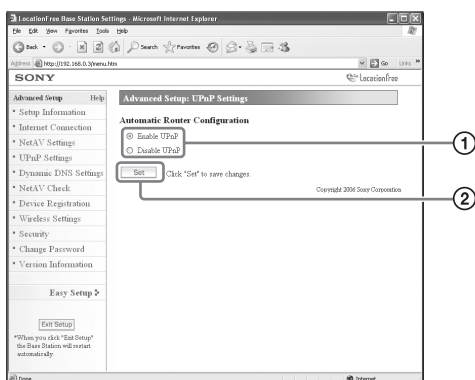 LocationFree Base Station Settings - Microsoft Internet Explorer
File Edit View Favorites Tools Help
Back Search Favorites
Address http://192.168.0.3/menu.htm Go Links »
SONY LocationFree
Advanced Setup Help
• Setup Information
• Internet Connection
• NetAV Settings
• UPnP Settings
• Dynamic DNS Settings
• NetAV Check
• Device Registration
• Wireless Settings
• Security
• Change Password
• Version Information
Easy Setup
Exit Setup
*When you click "Exit Setup"
the Base Station will restart
automatically.
Advanced Setup: UPnP Settings
Automatic Router Configuration
Enable UPnP
Disable UPnP
1
Set Click "Set" to save changes.
2
Copyright 2006 Sony Corporation
Done Internet